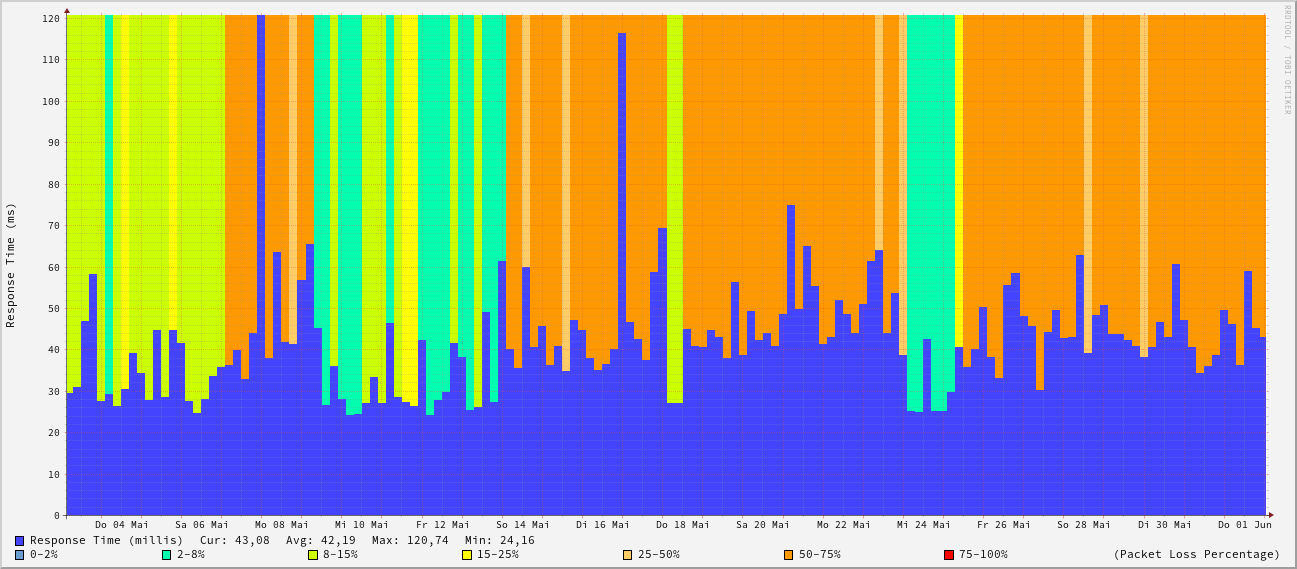 RRDTOOL / TOBI OETIKER
Response Time (ms)
120
110
100
90
80
70
60
50
40
30
20
10
0
Do 04 Mai Sa 06 Mai Mo 08 Mai Mi 10 Mai Fr 12 Mai So 14 Mai Di 16 Mai Do 18 Mai Sa 20 Mai Mo 22 Mai Mi 24 Mai Fr 26 Mai So 28 Mai Di 30 Mai Do 01 Jun
Response Time (millis) Cur: 43,08 Avg: 42,19 Max: 120,74 Min: 24,16
0-2% 2-8% 8-15% 15-25% 25-50% 50-75% 75-100% (Packet Loss Percentage)